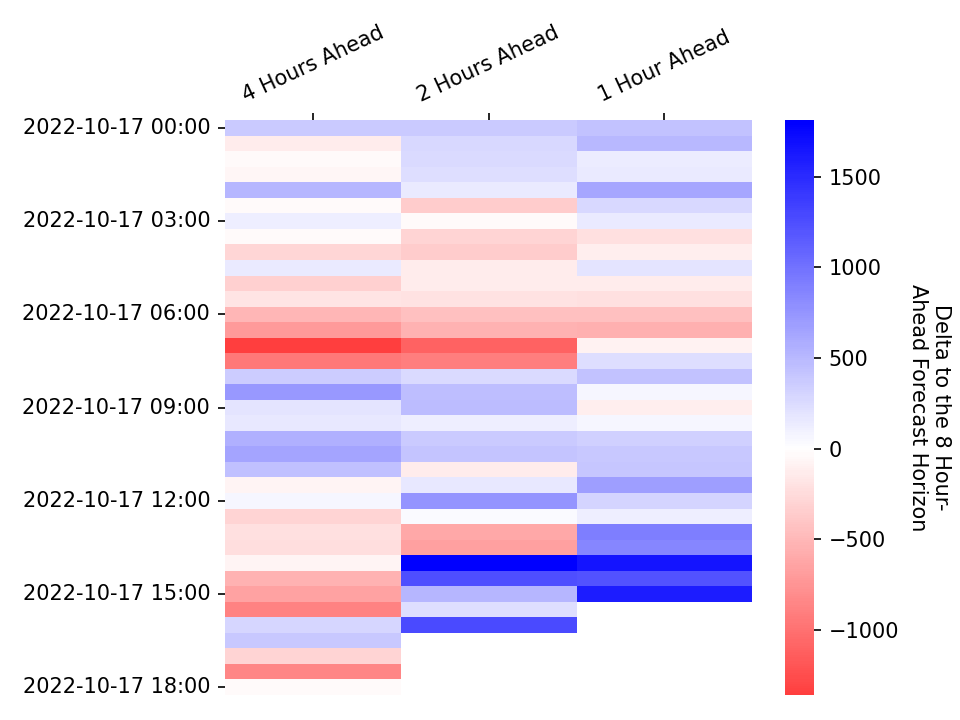 4 Hours Ahead
2 Hours Ahead
1 Hour Ahead
2022-10-17 00:00
2022-10-17 03:00
2022-10-17 06:00
2022-10-17 09:00
2022-10-17 12:00
2022-10-17 15:00
2022-10-17 18:00
1500
1000
500
0
−500
−1000
Delta to the 8 Hour-
Ahead Forecast Horizon